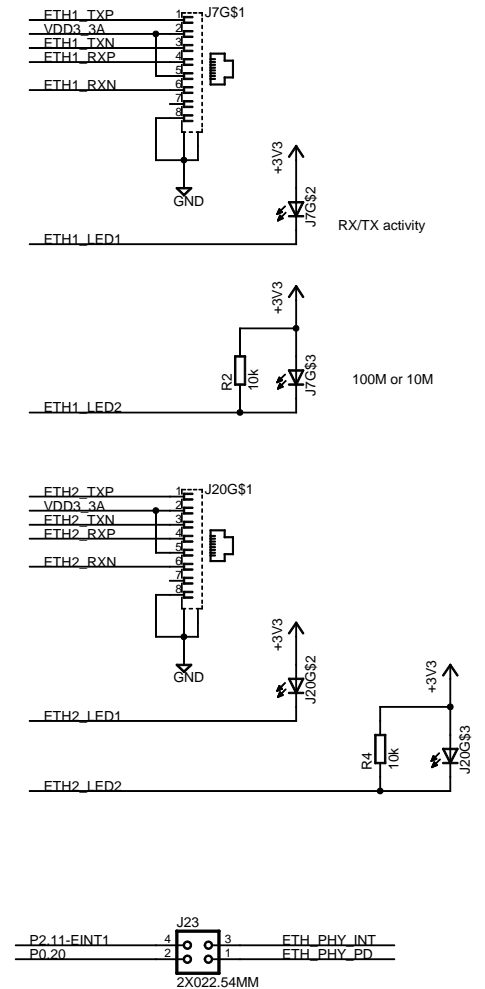 ETH1_TXP 1 J7G$1
VDD3_3A 2
ETH1_TXN 3
ETH1_RXP 4
5
ETH1_RXN 6
7
8
GND
+3V3
J7G$2
RX/TX activity
ETH1_LED1
+3V3
R2
10k
J7G$3
100M or 10M
ETH1_LED2
ETH2_TXP 1 J20G$1
VDD3_3A 2
ETH2_TXN 3
ETH2_RXP 4
5
ETH2_RXN 6
7
8
GND
+3V3
J20G$2
ETH2_LED1
+3V3
R4
10k
J20G$3
ETH2_LED2
J23
P2.11-EINT1 4 3 ETH_PHY_INT
P0.20 2 1 ETH_PHY_PD
2X022.54MM